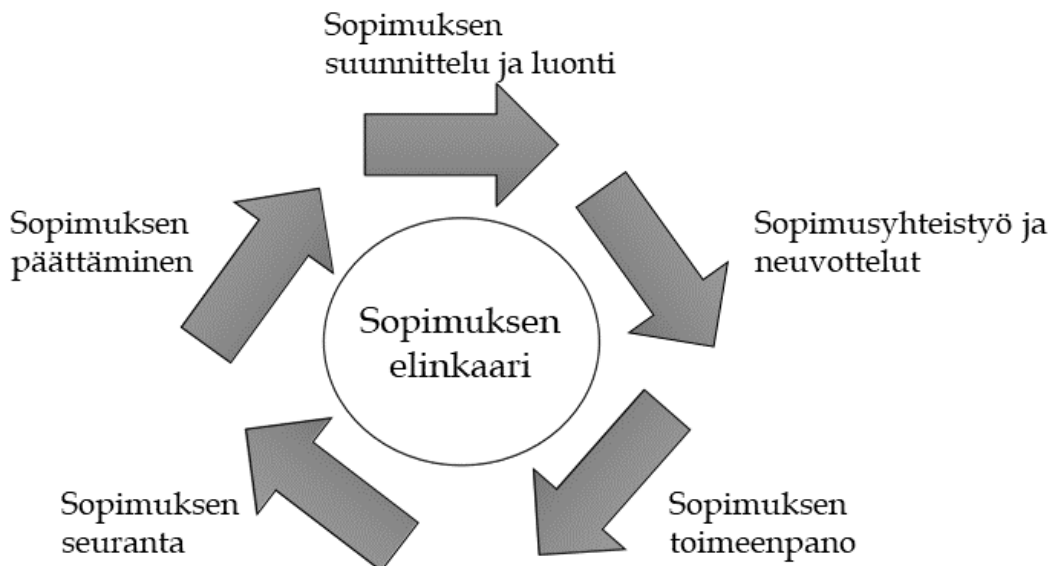 Sopimuksen
suunnittelu ja luonti
Sopimusyhteistyö ja
neuvottelut
Sopimuksen
toimeenpano
Sopimuksen
seuranta
Sopimuksen
päättäminen
Sopimuksen
elinkaari